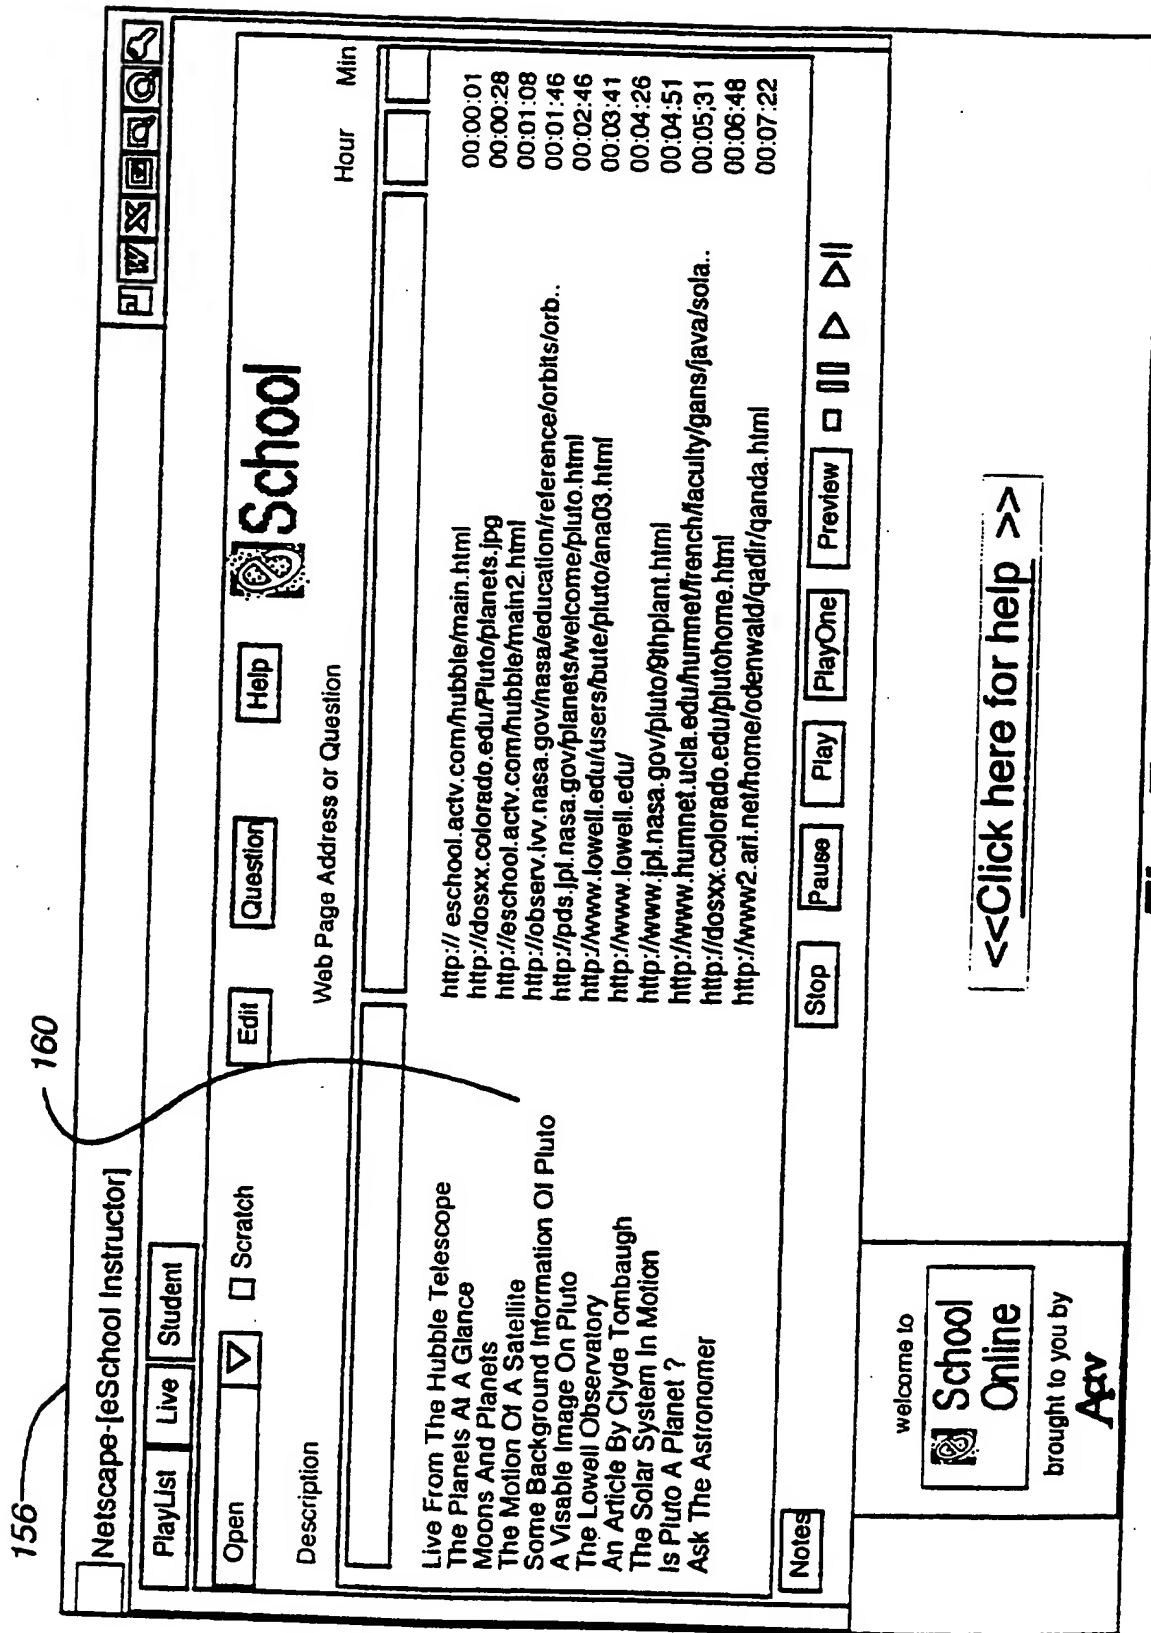 156
160
Netscape-[eSchool Instructor]
PlayList Live Student
Open Scratch Edit Question Help School
Description Web Page Address or Question Hour Min
Live From The Hubble Telescope http:// eschool.actv.com/hubble/main.html 00:00:01
The Planets At A Glance http://dosxx.colorado.edu/Pluto/planets.jpg 00:00:28
Moons And Planets http://eschool.actv.com/hubble/main2.html 00:01:08
The Motion Of A Satellite http://observ.ivv.nasa.gov/nasa/education/reference/orbits/orb.. 00:01:46
Some Background Information Of Pluto http://pds.jpl.nasa.gov/planets/welcome/pluto.html 00:02:46
A Visable Image On Pluto http://www.lowell.edu/users/bute/pluto/ana03.html 00:03:41
The Lowell Observatory http://www.lowell.edu/ 00:04:26
An Article By Clyde Tombaugh http://www.jpl.nasa.gov/pluto/9thplant.html 00:04:51
The Solar System In Motion http://www.humnet.ucla.edu/humnet/french/faculty/gans/java/sola.. 00:05;31
Is Pluto A Planet ? http://dosxx.colorado.edu/plutohome.html 00:06:48
Ask The Astronomer http://www2.ari.net/home/odenwald/qadir/qanda.html 00:07:22
Notes Stop Pause Play PlayOne Preview
welcome to
School
Online
brought to you by
Actv
<<Click here for help >>